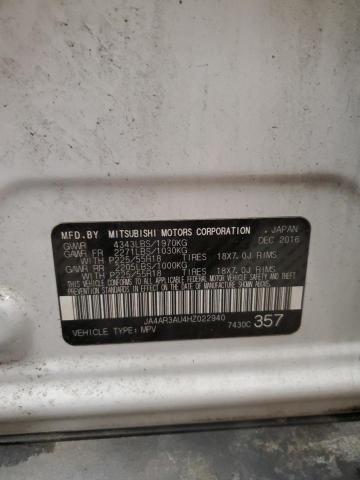 MFD.BY MITSUBISHI MOTORS CORPORATION , JAPAN
GWR 4343LBS/1970KG DEC 2016
GAWR FR 2271LBS/1030KG
WITH P225/55R18 TIRES 18X7.0J RIMS
GAWR RR 2205LBS/1000KG
WITH P225/55R18 TIRES 18X7.0J RIMS
THIS VEHICLE CONFORMS TO ALL APPLICABLE FEDERAL MOTOR VEHICLE SAFETY, BUMPER AND THEFT PREVENTION STANDARDS IN EFFECT ON THE DATE OF MANUFACTURE SHOWN ABOVE.
JA4AR3AU4HZ022940
VEHICLE TYPE: MPV 7430C 357